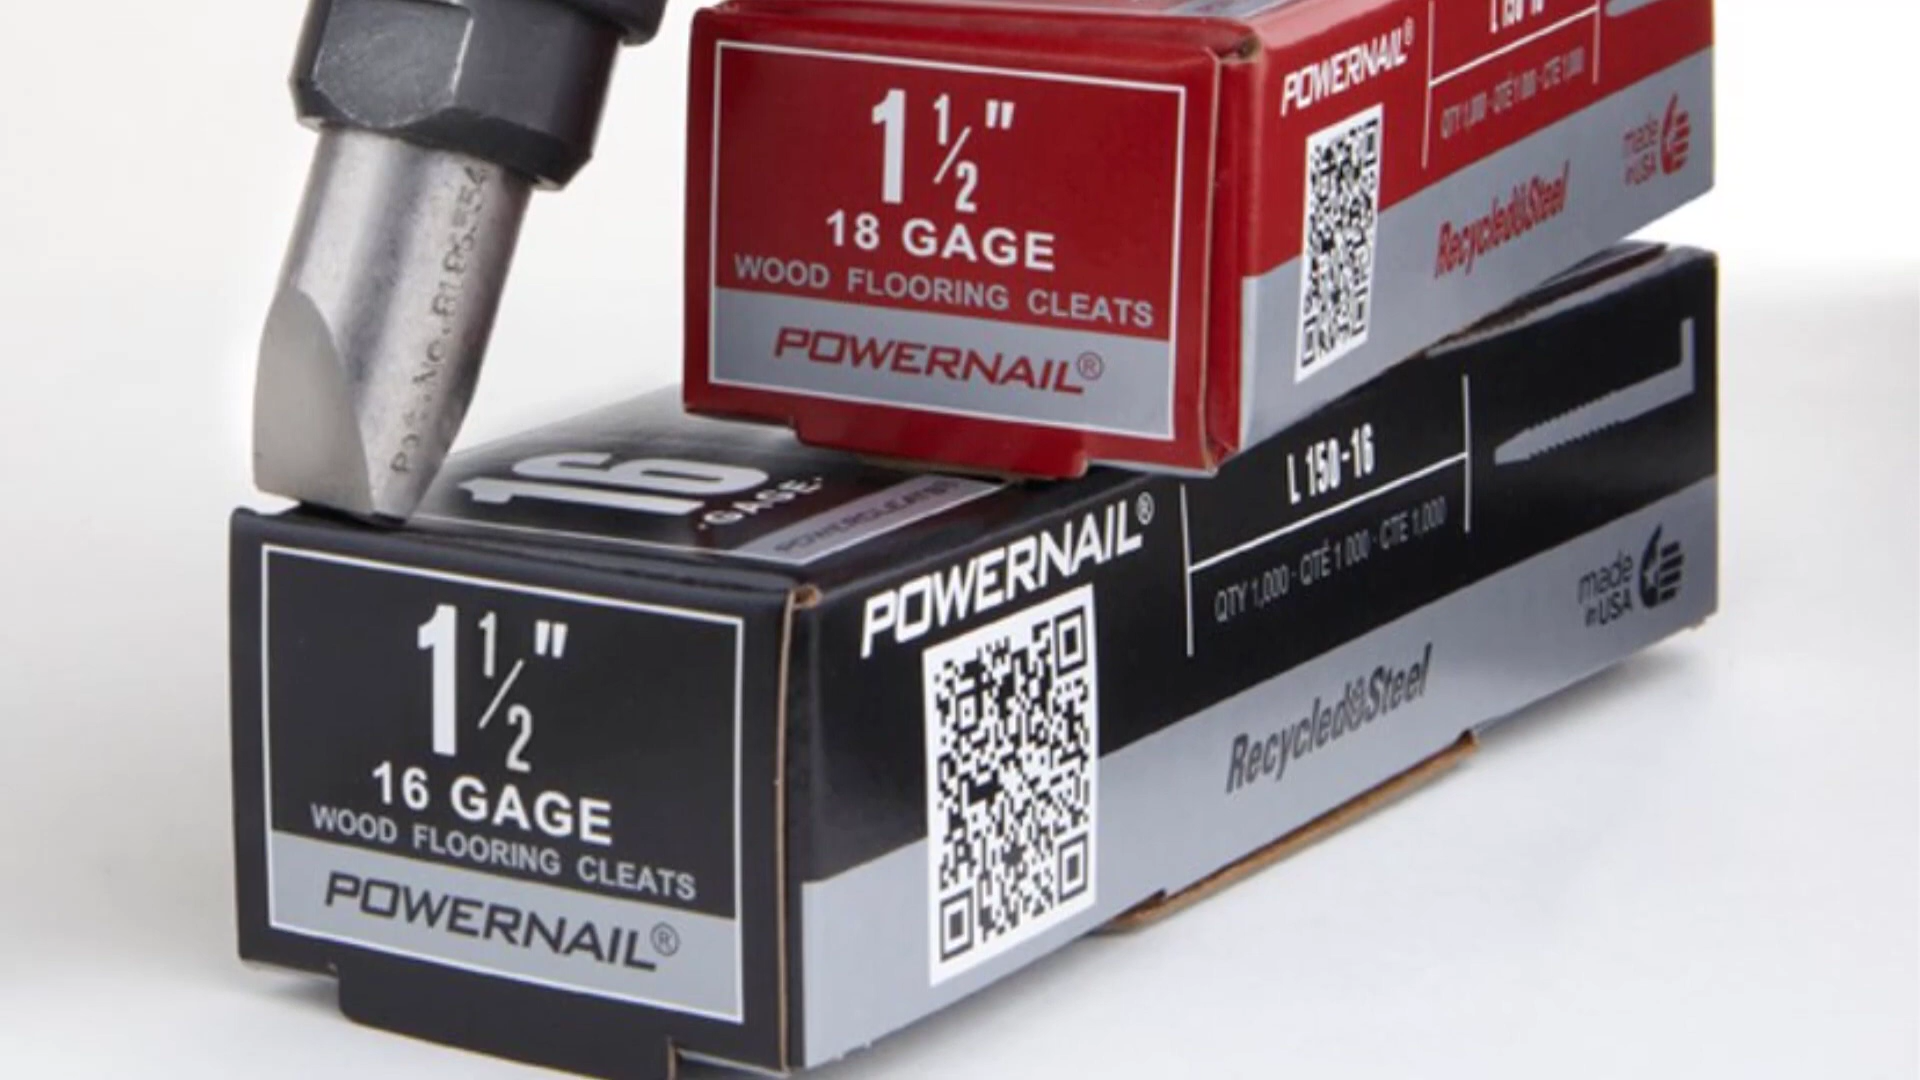 1 1/2"
18 GAGE
WOOD FLOORING CLEATS
POWERNAIL®
POWERNAIL®
QTY 1,000 · QTÉ 1 000 · CTE 1,000
Recycled Steel
made
in USA
16
·GAGE·
1 1/2"
16 GAGE
WOOD FLOORING CLEATS
POWERNAIL®
POWERNAIL®
L 150-16
QTY 1,000 · QTÉ 1 000 · CTE 1,000
Recycled Steel
made
in USA